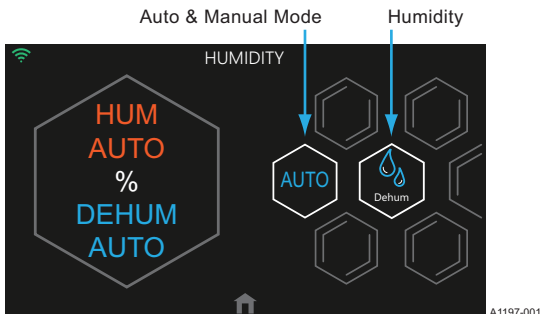 Auto & Manual Mode Humidity
HUMIDITY
HUM
AUTO
%
DEHUM
AUTO
AUTO
Dehum
A1197-001